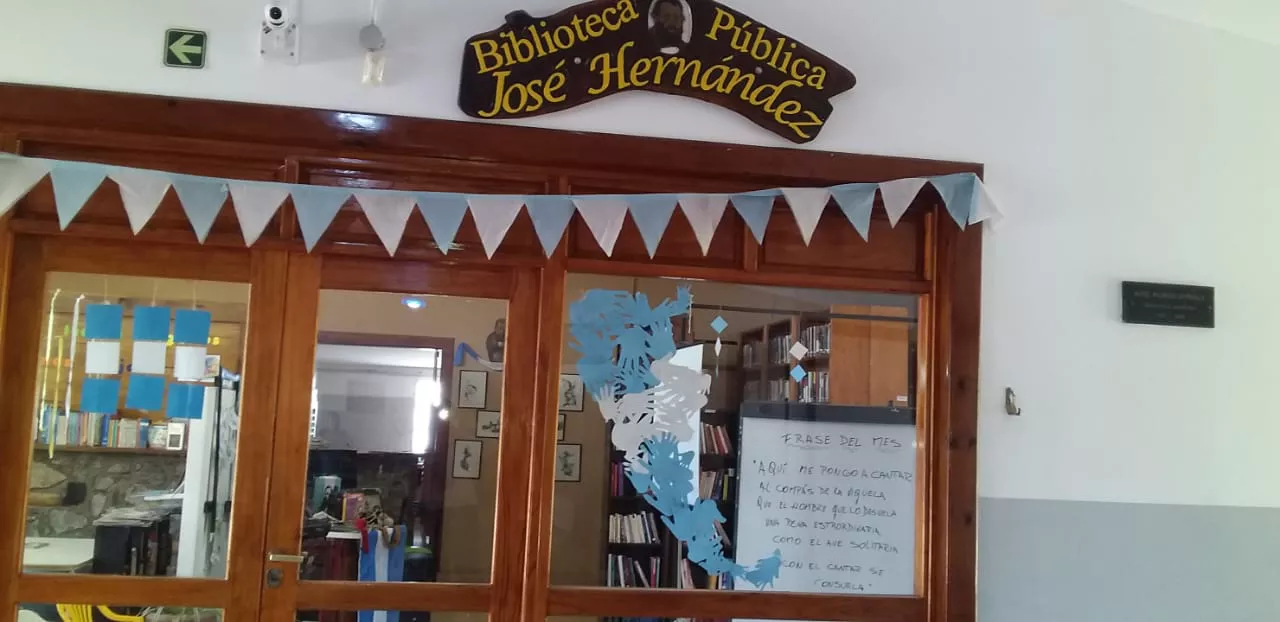 Biblioteca Pública
José Hernández
FRASE DEL MES
"AQUÍ ME PONGO A CANTAR
AL COMPÁS DE LA VIGUELA,
QUE EL HOMBRE QUE LO DESVELA
UNA PENA ESTRORDINARIA
COMO EL AVE SOLITARIA
CON EL CANTAR SE
CONSUELA"